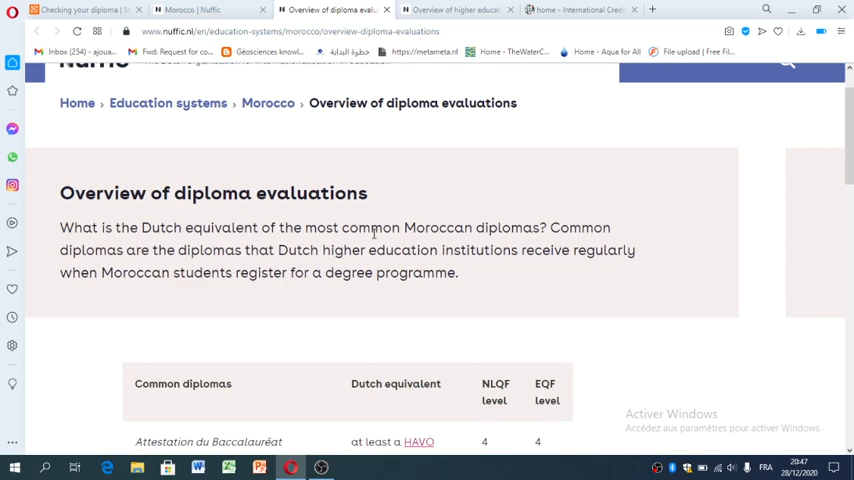 Checking your diploma | St
Morocco | Nuffic
Overview of diploma evalu
Overview of higher educat
home - International Crede
www.nuffic.nl/en/education-systems/morocco/overview-diploma-evaluations
Inbox (254) - ajoua...
Fwd: Request for co...
Géosciences knowl...
خطوة البداية
https://metameta.nl
Home - TheWaterC...
Home - Aqua for All
File upload | Free Fil...
Home › Education systems › Morocco › Overview of diploma evaluations
Overview of diploma evaluations
What is the Dutch equivalent of the most common Moroccan diplomas? Common
diplomas are the diplomas that Dutch higher education institutions receive regularly
when Moroccan students register for a degree programme.
Common diplomas Dutch equivalent NLQF level EQF level
Attestation du Baccalauréat at least a HAVO 4 4
Activer Windows
Accédez aux paramètres pour activer Windows.
FRA
20:47
28/12/2020